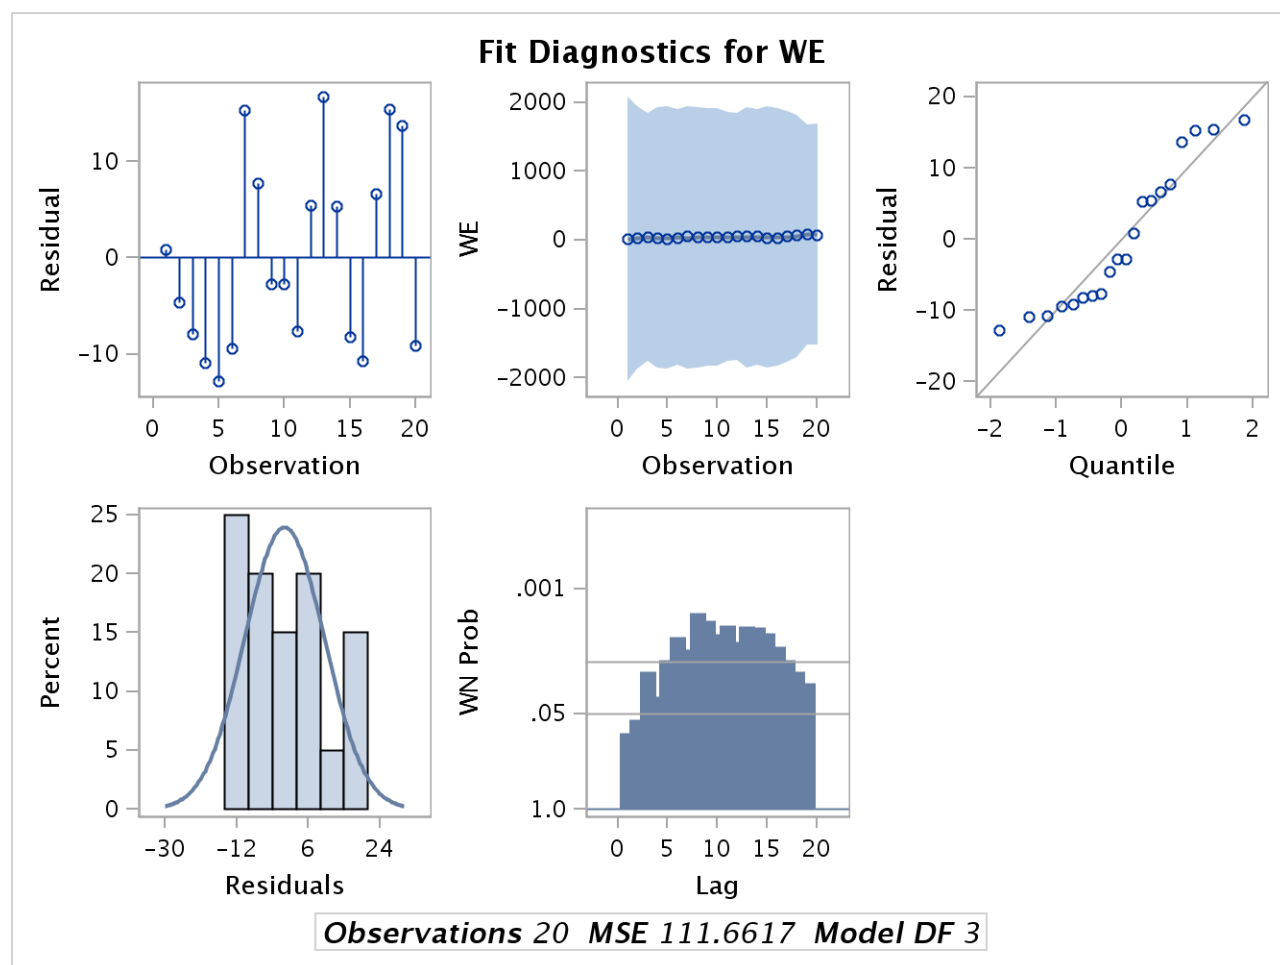 Fit Diagnostics for WE
Residual
10
0
−10
0 5 10 15 20
Observation
WE
2000
1000
0
−1000
−2000
0 5 10 15 20
Observation
Residual
20
10
0
−10
−20
−2 −1 0 1 2
Quantile
Percent
25
20
15
10
5
0
−30 −12 6 24
Residuals
WN Prob
.001
.05
1.0
0 5 10 15 20
Lag
Observations 20 MSE 111.6617 Model DF 3